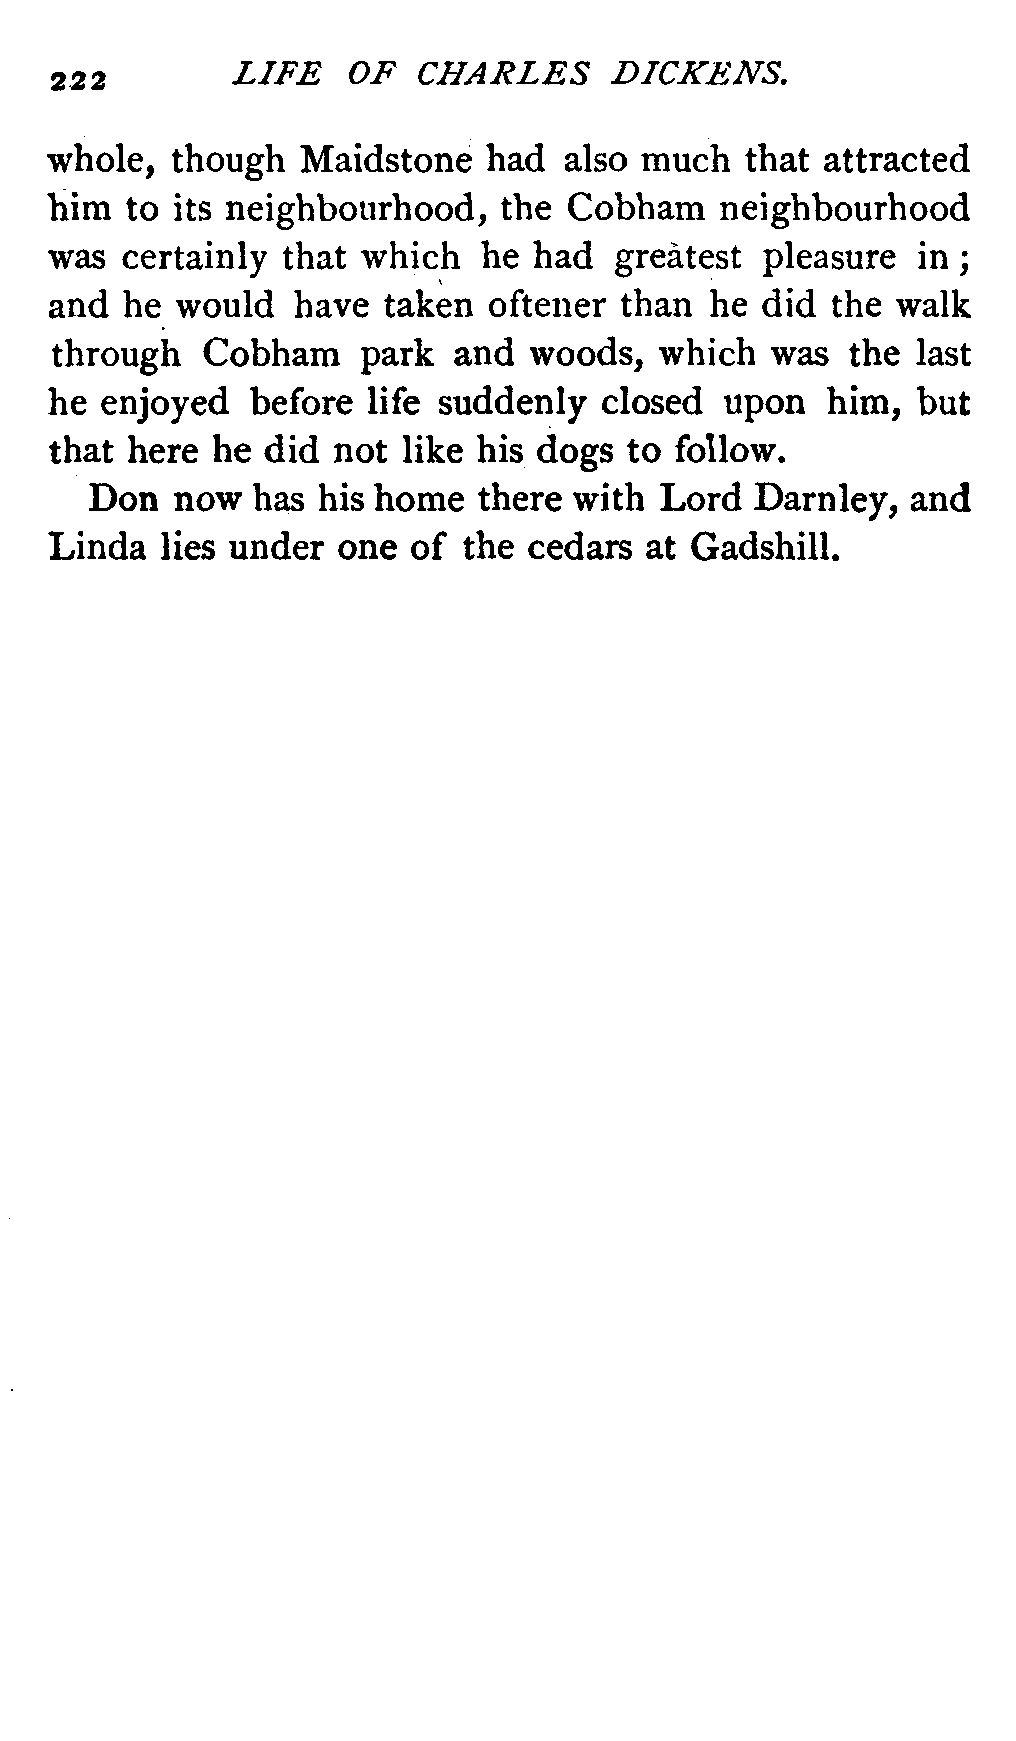 222 LIFE OF CHARLES DICKENS.
whole, though Maidstone had also much that attracted
him to its neighbourhood, the Cobham neighbourhood
was certainly that which he had greatest pleasure in ;
and he would have taken oftener than he did the walk
through Cobham park and woods, which was the last
he enjoyed before life suddenly closed upon him, but
that here he did not like his dogs to follow.
Don now has his home there with Lord Darnley, and
Linda lies under one of the cedars at Gadshill.